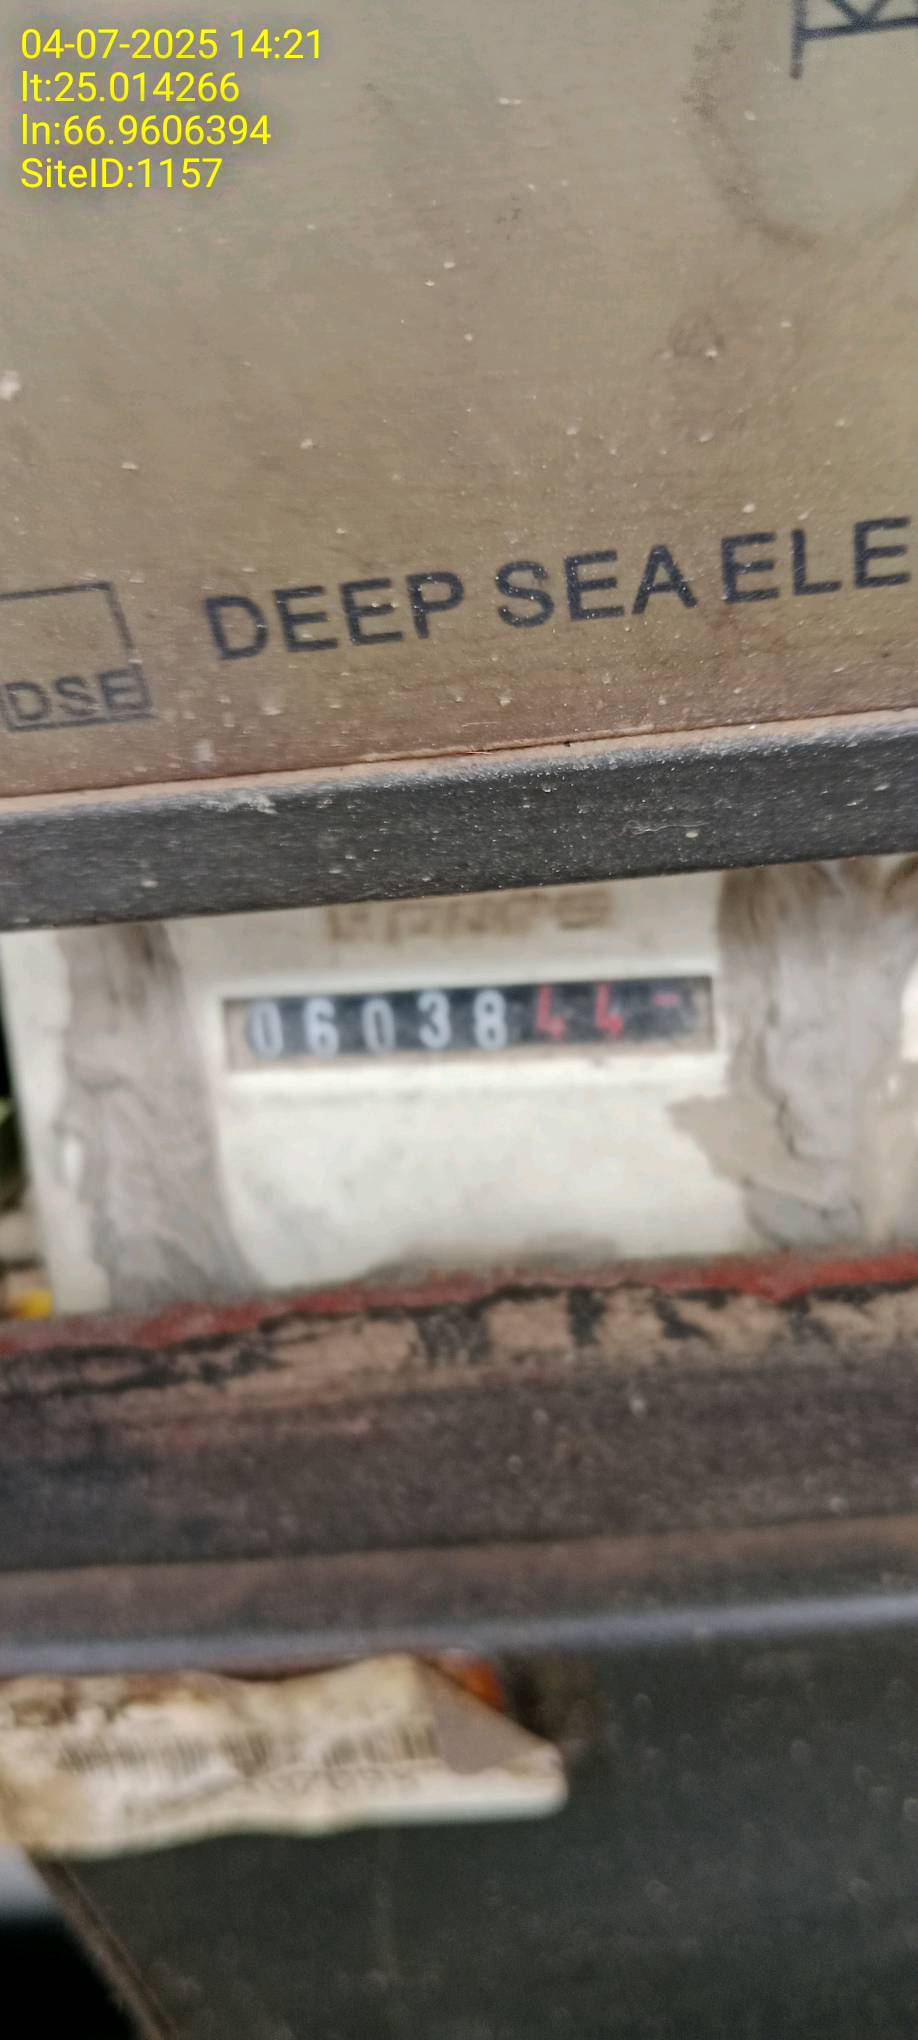 04-07-2025 14:21
lt:25.014266
ln:66.9606394
SiteID:1157
DEEP SEA ELE
DSE
0603844